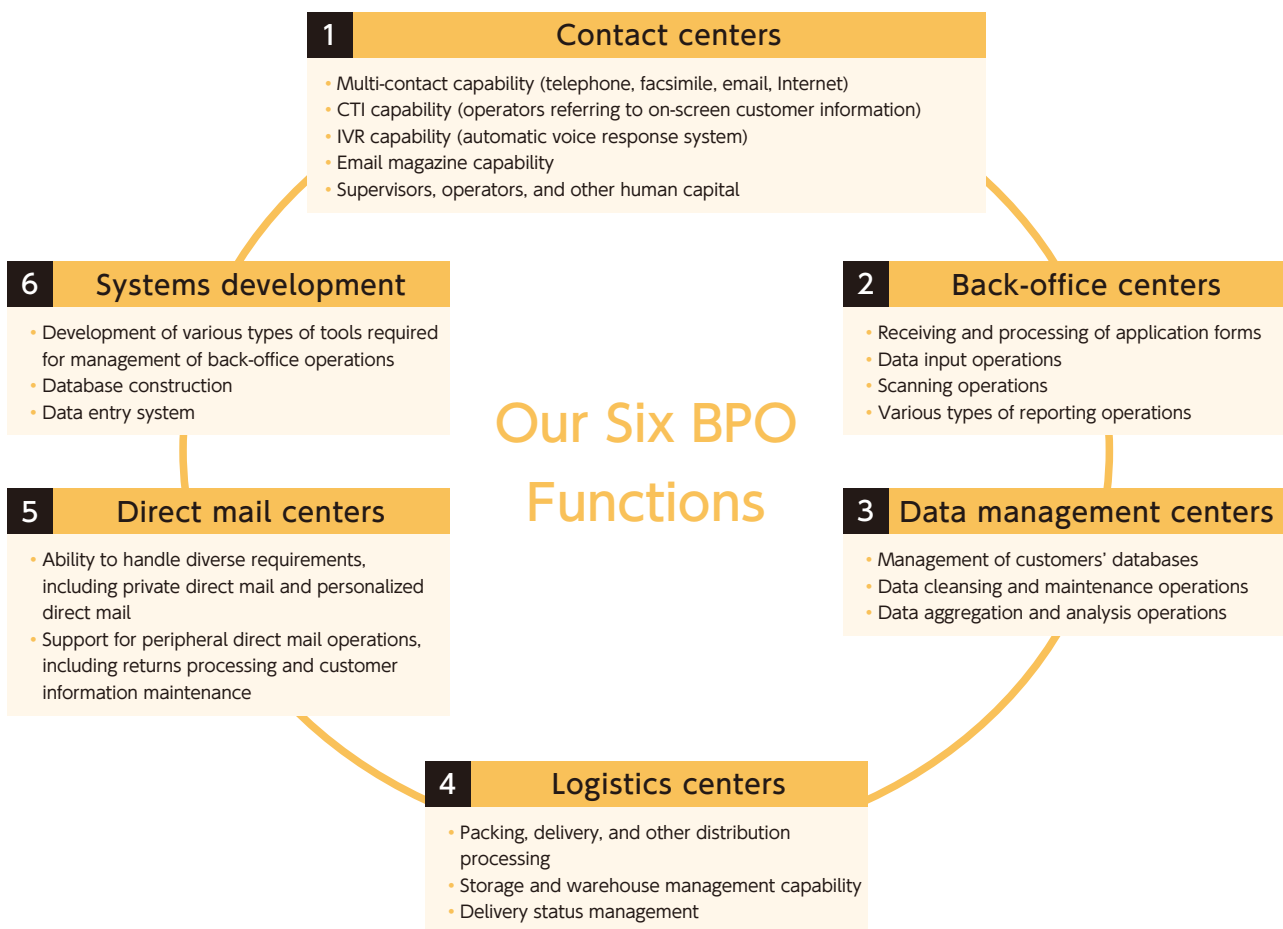 1 Contact centers
• Multi-contact capability (telephone, facsimile, email, Internet)
• CTI capability (operators referring to on-screen customer information)
• IVR capability (automatic voice response system)
• Email magazine capability
• Supervisors, operators, and other human capital
2 Back-office centers
• Receiving and processing of application forms
• Data input operations
• Scanning operations
• Various types of reporting operations
3 Data management centers
• Management of customers’ databases
• Data cleansing and maintenance operations
• Data aggregation and analysis operations
4 Logistics centers
• Packing, delivery, and other distribution
processing
• Storage and warehouse management capability
• Delivery status management
5 Direct mail centers
• Ability to handle diverse requirements,
including private direct mail and personalized
direct mail
• Support for peripheral direct mail operations,
including returns processing and customer
information maintenance
6 Systems development
• Development of various types of tools required
for management of back-office operations
• Database construction
• Data entry system
Our Six BPO
Functions